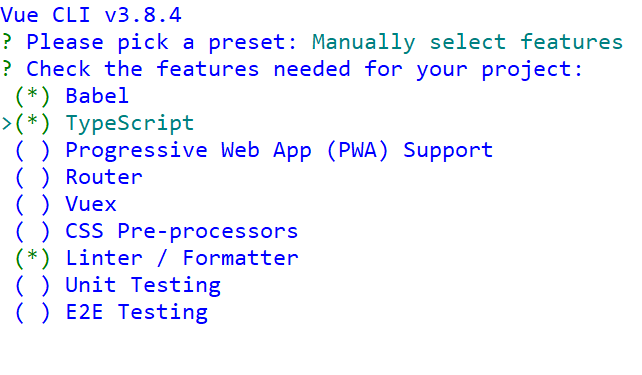 Vue CLI v3.8.4
? Please pick a preset: Manually select features
? Check the features needed for your project:
 (*) Babel
>(*) TypeScript
 ( ) Progressive Web App (PWA) Support
 ( ) Router
 ( ) Vuex
 ( ) CSS Pre-processors
 (*) Linter / Formatter
 ( ) Unit Testing
 ( ) E2E Testing